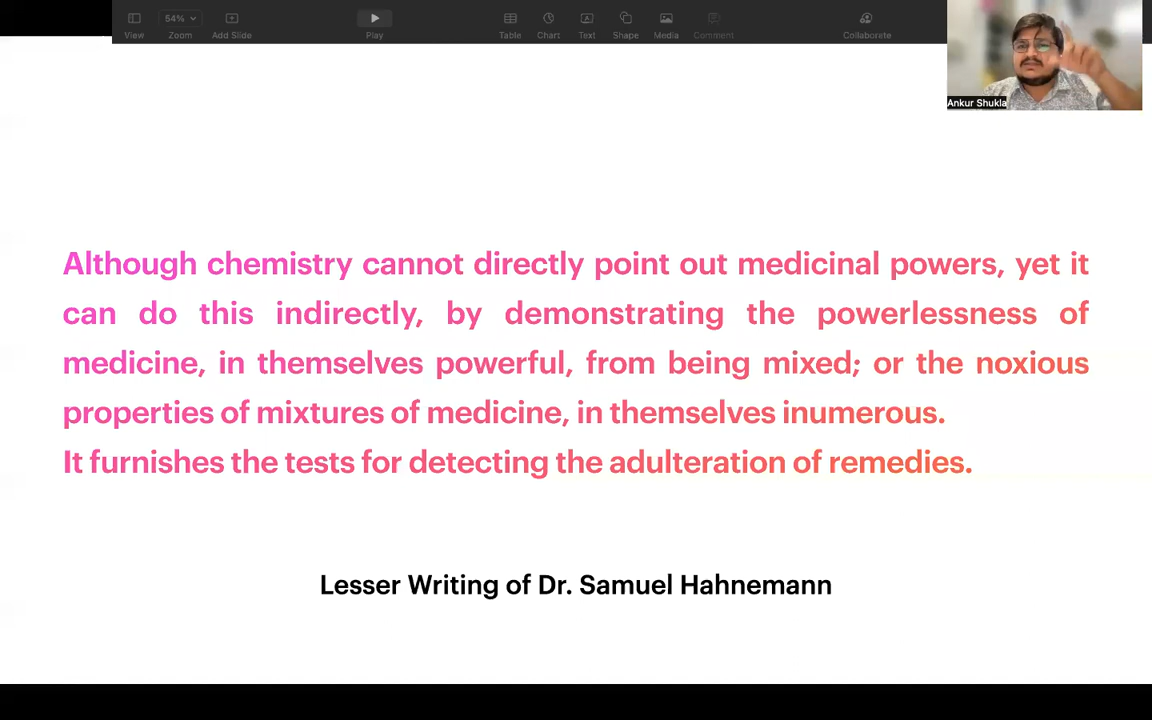 54%
View
Zoom
Add Slide
Play
Table
Chart
Text
Shape
Media
Comment
Collaborate
Ankur Shukla
Although chemistry cannot directly point out medicinal powers, yet it
can do this indirectly, by demonstrating the powerlessness of
medicine, in themselves powerful, from being mixed; or the noxious
properties of mixtures of medicine, in themselves inumerous.
It furnishes the tests for detecting the adulteration of remedies.
Lesser Writing of Dr. Samuel Hahnemann